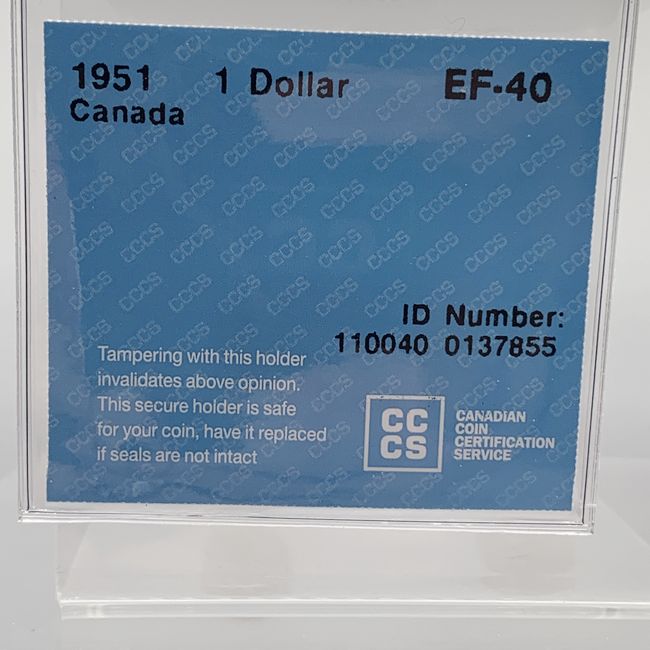 1951 1 Dollar EF-40
Canada
ID Number:
110040 0137855
Tampering with this holder
invalidates above opinion.
This secure holder is safe
for your coin, have it replaced
if seals are not intact
CC
CS
CANADIAN
COIN
CERTIFICATION
SERVICE